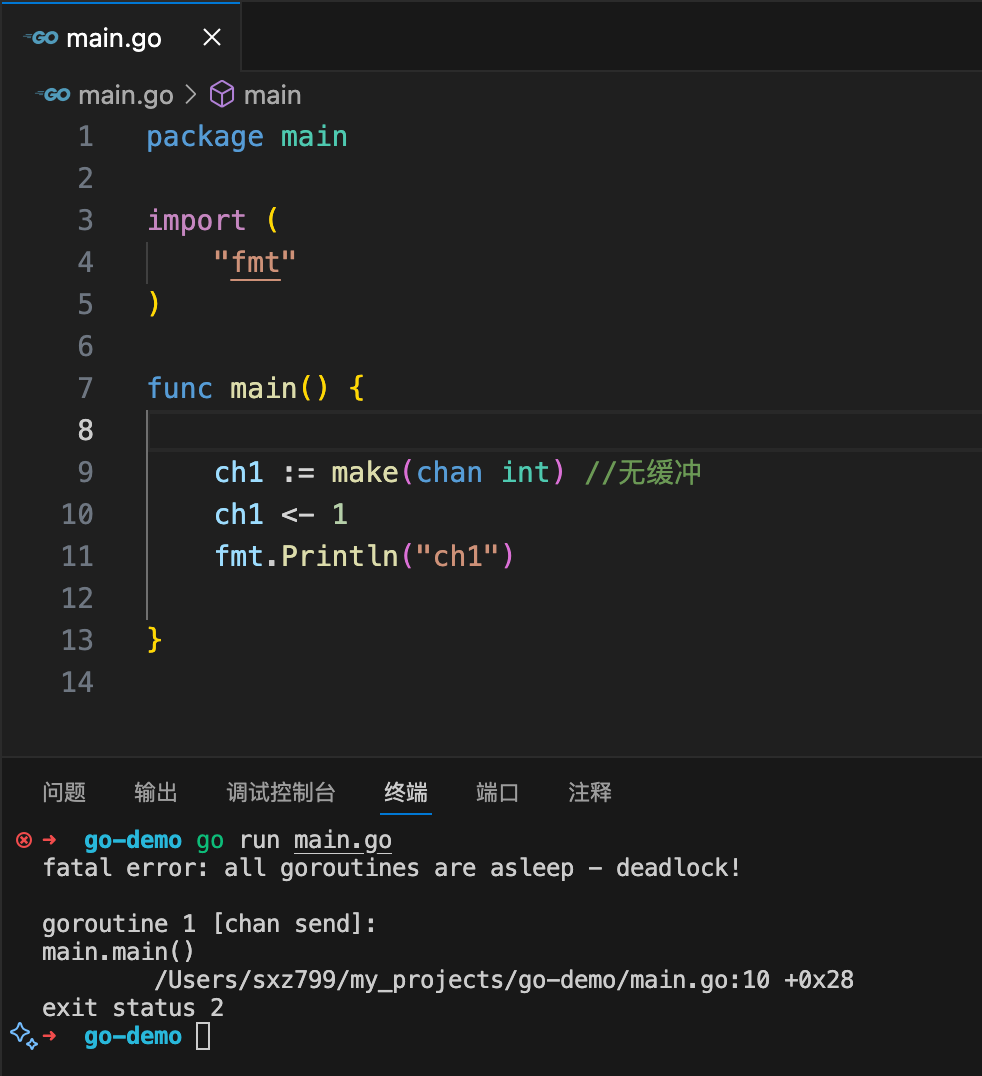 GO main.go ×
GO main.go > main
1 package main
2
3 import (
4     "fmt"
5 )
6
7 func main() {
8
9     ch1 := make(chan int) //无缓冲
10     ch1 <- 1
11     fmt.Println("ch1")
12
13 }
14
问题 输出 调试控制台 终端 端口 注释
➜ go-demo go run main.go
fatal error: all goroutines are asleep - deadlock!
goroutine 1 [chan send]:
main.main()
        /Users/sxz799/my_projects/go-demo/main.go:10 +0x28
exit status 2
➜ go-demo